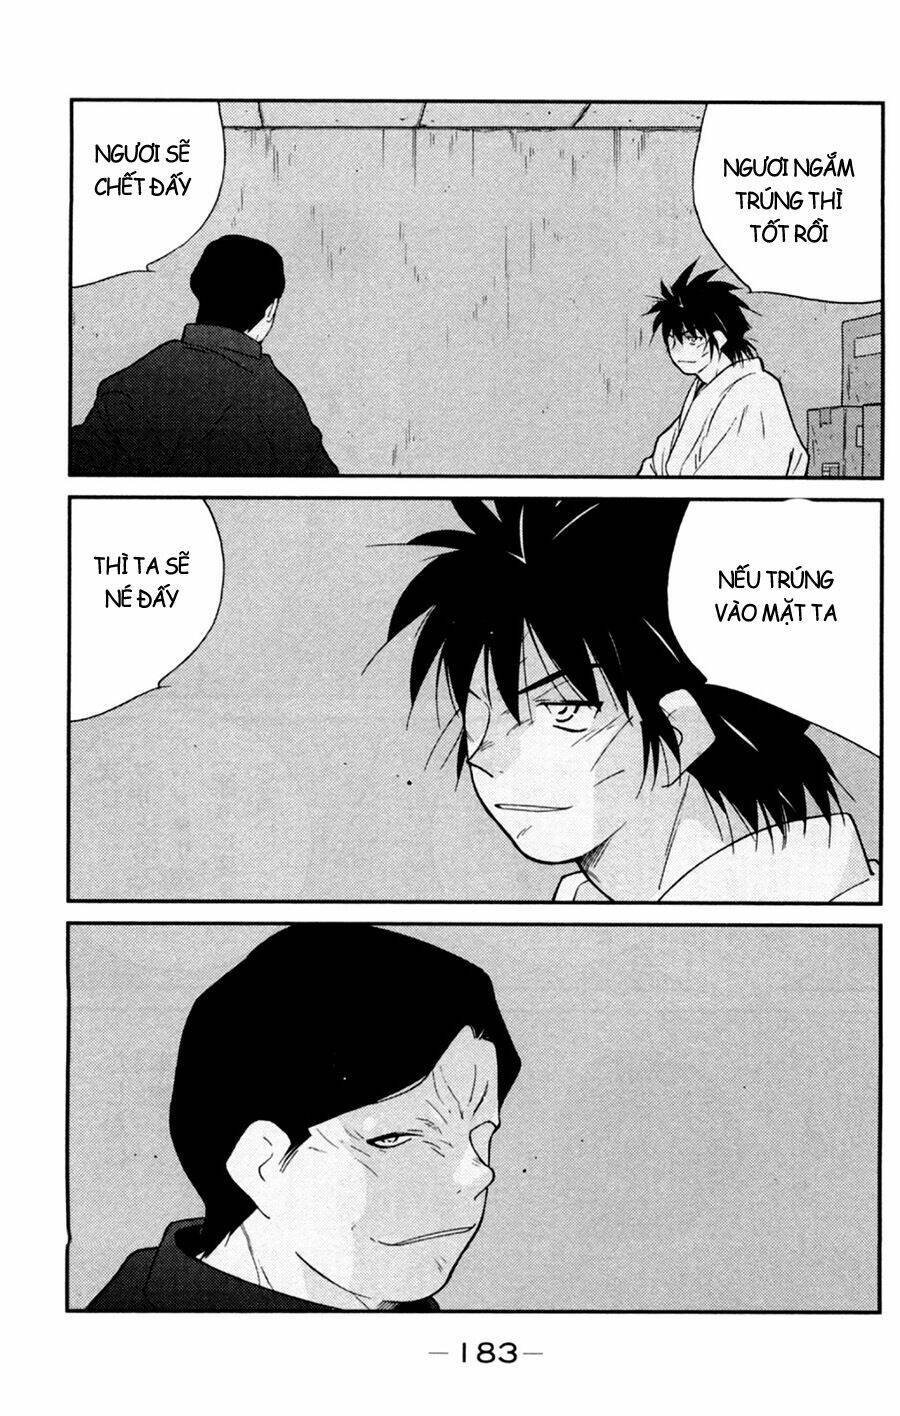 NGƯƠI NGẮM
TRÚNG THÌ
TỐT RỒI
NGƯƠI SẼ
CHẾT ĐẤY
NẾU TRÚNG
VÀO MẶT TA
THÌ TA SẼ
NÉ ĐẤY
— 183 —